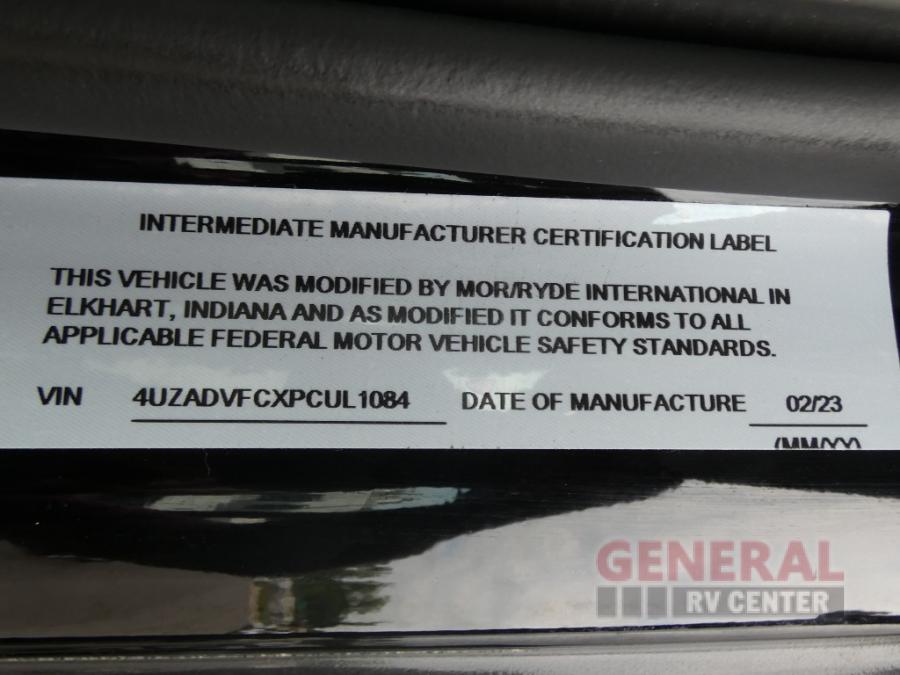 INTERMEDIATE MANUFACTURER CERTIFICATION LABEL
THIS VEHICLE WAS MODIFIED BY MOR/RYDE INTERNATIONAL IN
ELKHART, INDIANA AND AS MODIFIED IT CONFORMS TO ALL
APPLICABLE FEDERAL MOTOR VEHICLE SAFETY STANDARDS.
VIN 4UZADVFCXPCUL1084 DATE OF MANUFACTURE 02/23
(MM/YY)
GENERAL
RV CENTER